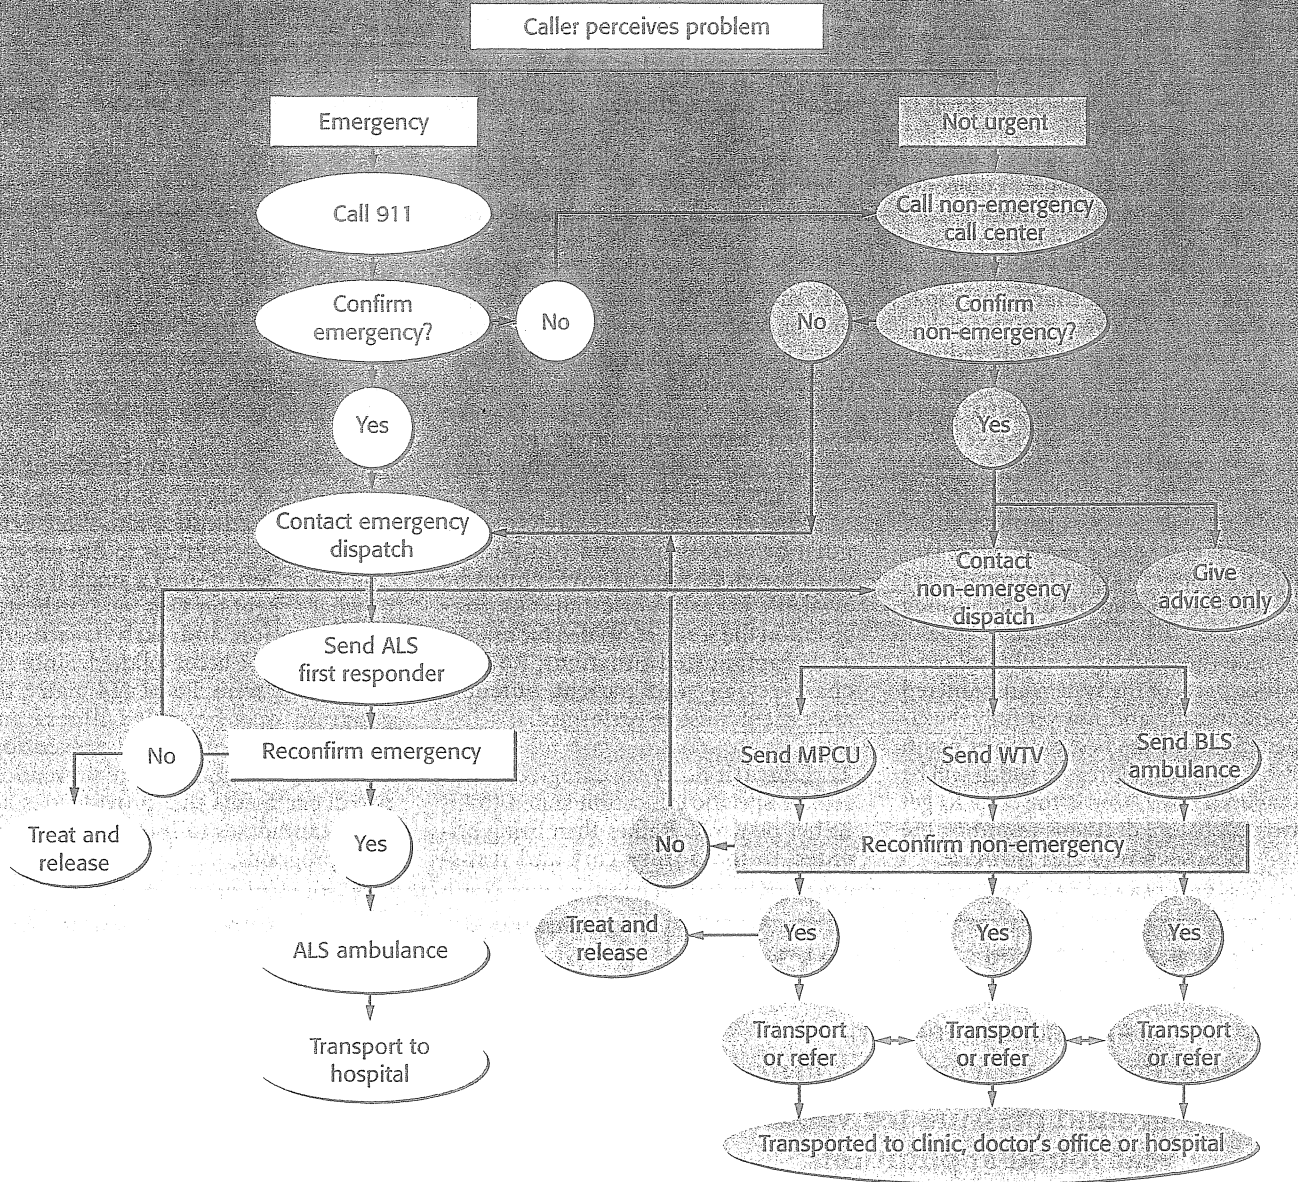 Caller perceives problem
Emergency
Not urgent
Call 911
Call non-emergency
call center
Confirm
emergency?
No
No
Confirm
non-emergency?
Yes
Yes
Contact emergency
dispatch
Contact
non-emergency
dispatch
Give
advice only
Send ALS
first responder
No
Reconfirm emergency
Send MPCU
Send WTV
Send BLS
ambulance
Treat and
release
Yes
No
Reconfirm non-emergency
Treat and
release
Yes
Yes
Yes
ALS ambulance
Transport
or refer
Transport
or refer
Transport
or refer
Transport to
hospital
Transported to clinic, doctor's office or hospital